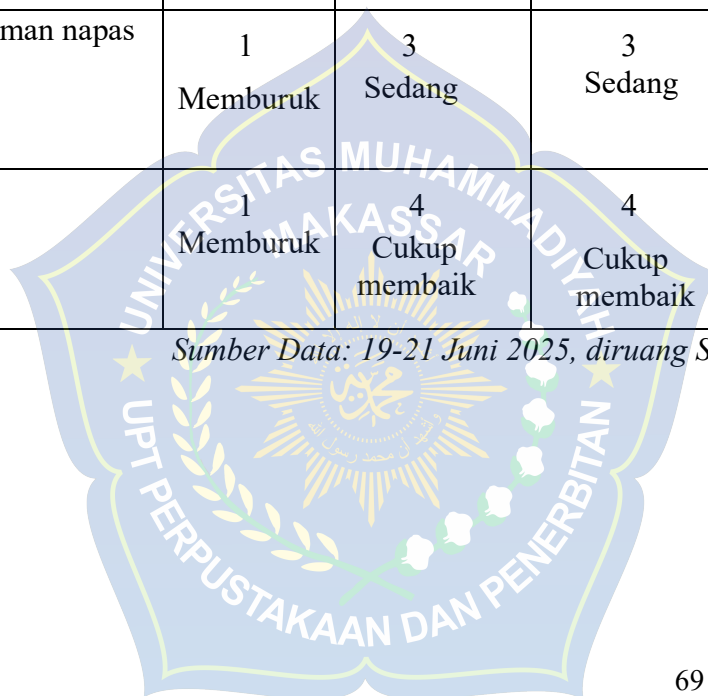 man napas
1
Memburuk
3
Sedang
3
Sedang
1
Memburuk
4
Cukup
membaik
4
Cukup
membaik
Sumber Data: 19-21 Juni 2025, diruang S
UNIVERSITAS MUHAMMADIYAH
MAKASSAR
UPT PERPUSTAKAAN DAN PENERBITAN
69